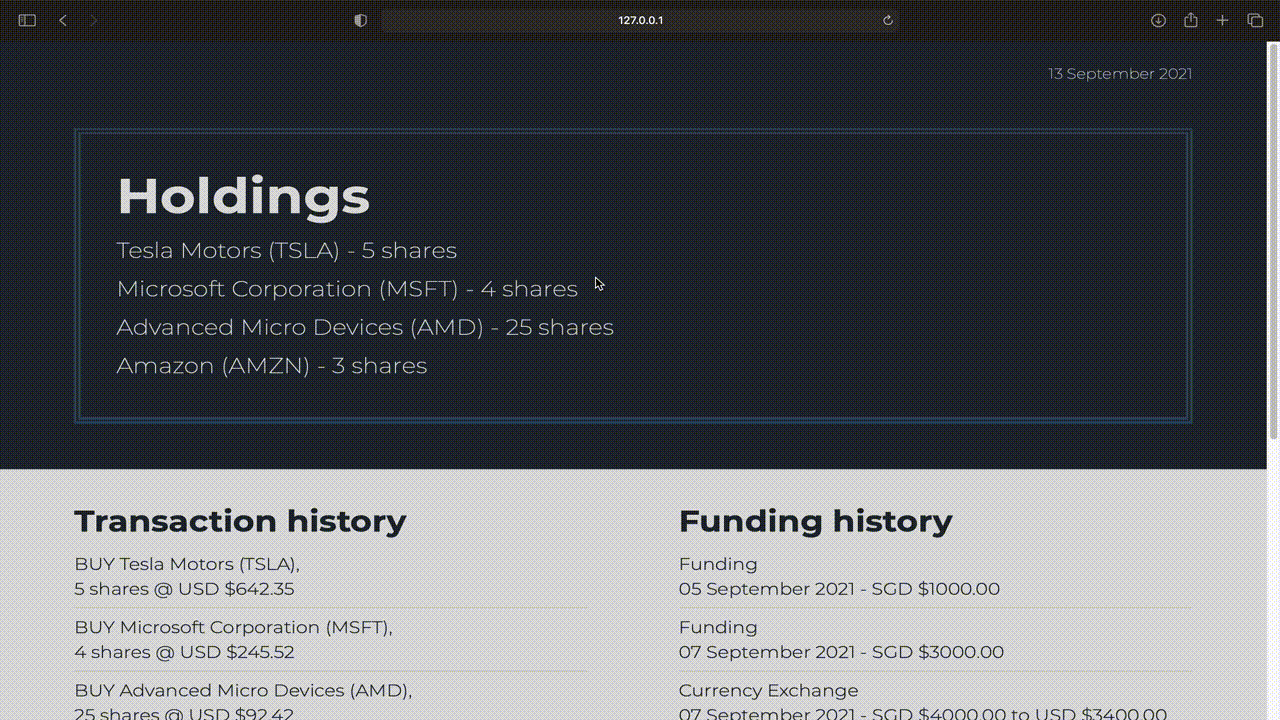 127.0.0.1
13 September 2021
Holdings
Tesla Motors (TSLA) - 5 shares
Microsoft Corporation (MSFT) - 4 shares
Advanced Micro Devices (AMD) - 25 shares
Amazon (AMZN) - 3 shares
Transaction history
BUY Tesla Motors (TSLA),
5 shares @ USD $642.35
BUY Microsoft Corporation (MSFT),
4 shares @ USD $245.52
BUY Advanced Micro Devices (AMD),
25 shares @ USD $92.42
Funding history
Funding
05 September 2021 - SGD $1000.00
Funding
07 September 2021 - SGD $3000.00
Currency Exchange
07 September 2021 - SGD $4000.00 to USD $3400.00